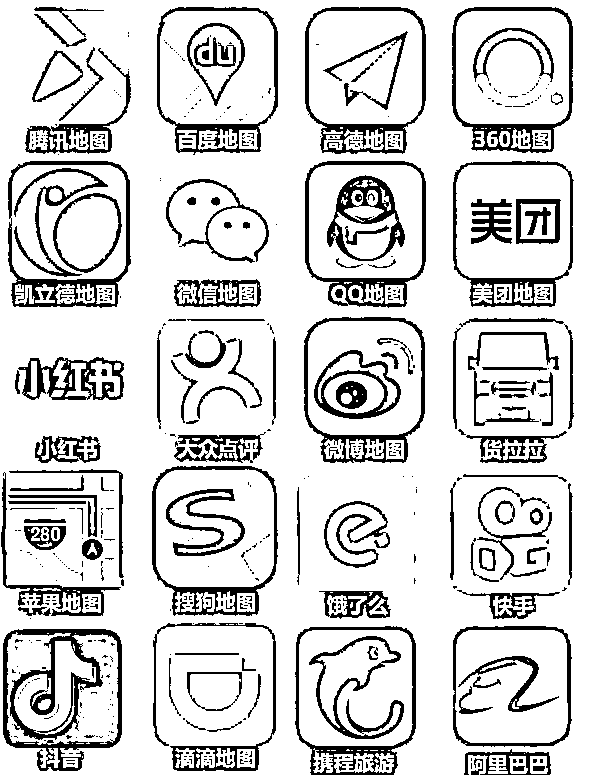 du
腾讯地图 百度地图 高德地图 360地图
美团
凯立德地图 微信地图 QQ地图 美团地图
小红书
小红书 大众点评 微博地图 货拉拉
280
苹果地图 搜狗地图 饿了么 快手
抖音 滴滴地图 携程旅游 阿里巴巴